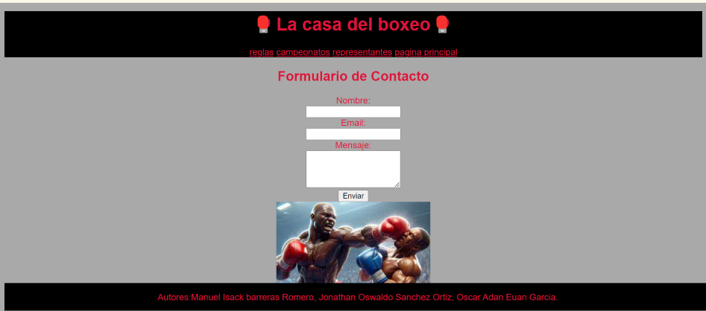 🥊 La casa del boxeo 🥊
reglas campeonatos representantes pagina principal
Formulario de Contacto
Nombre:
Email:
Mensaje:
Enviar
Autores Manuel Isack barreras Romero, Jonathan Oswaldo Sanchez Ortiz, Oscar Adan Euan Garcia.